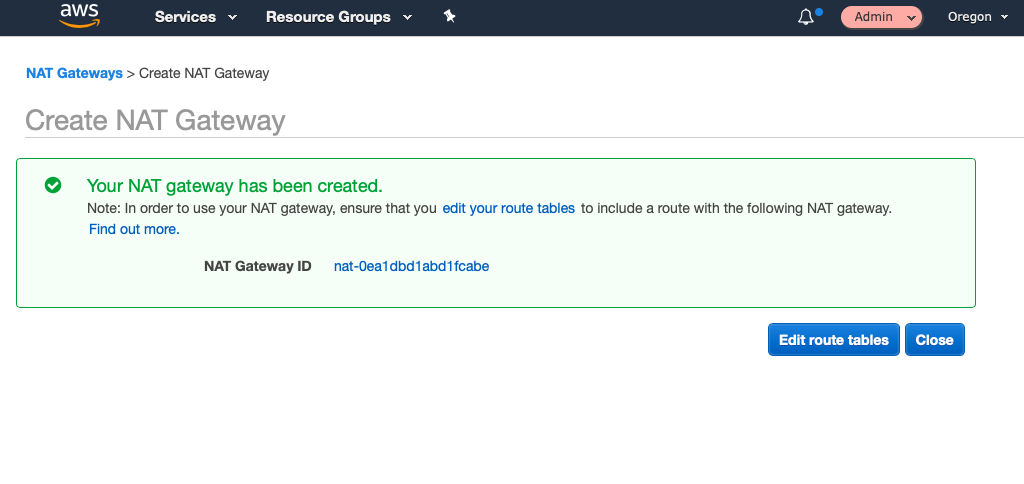 aws Services Resource Groups Admin Oregon
NAT Gateways > Create NAT Gateway
Create NAT Gateway
Your NAT gateway has been created.
Note: In order to use your NAT gateway, ensure that you edit your route tables to include a route with the following NAT gateway.
Find out more.
NAT Gateway ID nat-0ea1dbd1abd1fcabe
Edit route tables Close